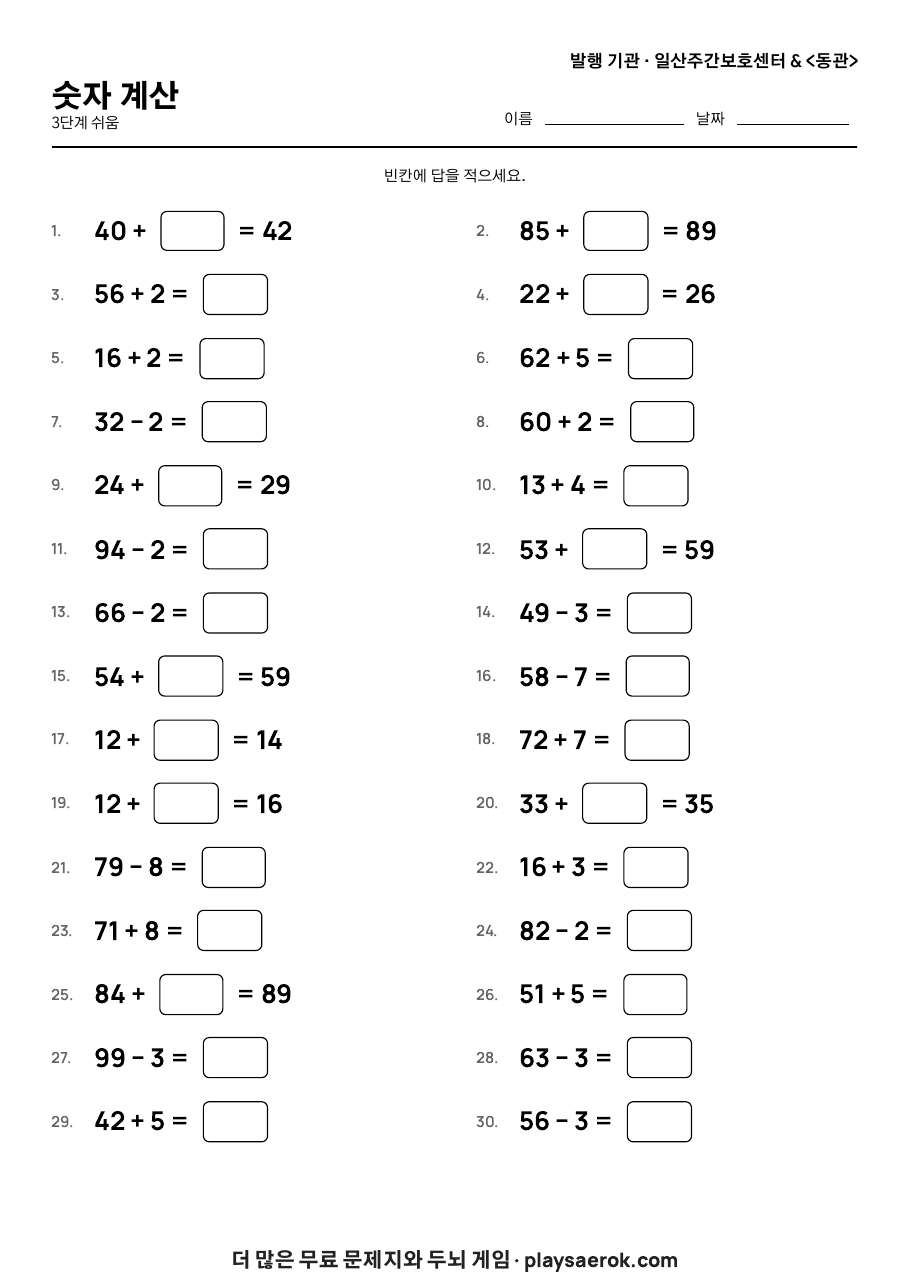 발행 기관 · 일산주간보호센터 & <동관>
숫자 계산
3단계 쉬움
이름 날짜
빈칸에 답을 적으세요.
1. 40 + = 42
2. 85 + = 89
3. 56 + 2 =
4. 22 + = 26
5. 16 + 2 =
6. 62 + 5 =
7. 32 − 2 =
8. 60 + 2 =
9. 24 + = 29
10. 13 + 4 =
11. 94 − 2 =
12. 53 + = 59
13. 66 − 2 =
14. 49 − 3 =
15. 54 + = 59
16. 58 − 7 =
17. 12 + = 14
18. 72 + 7 =
19. 12 + = 16
20. 33 + = 35
21. 79 − 8 =
22. 16 + 3 =
23. 71 + 8 =
24. 82 − 2 =
25. 84 + = 89
26. 51 + 5 =
27. 99 − 3 =
28. 63 − 3 =
29. 42 + 5 =
30. 56 − 3 =
더 많은 무료 문제지와 두뇌 게임 · playsaerok.com